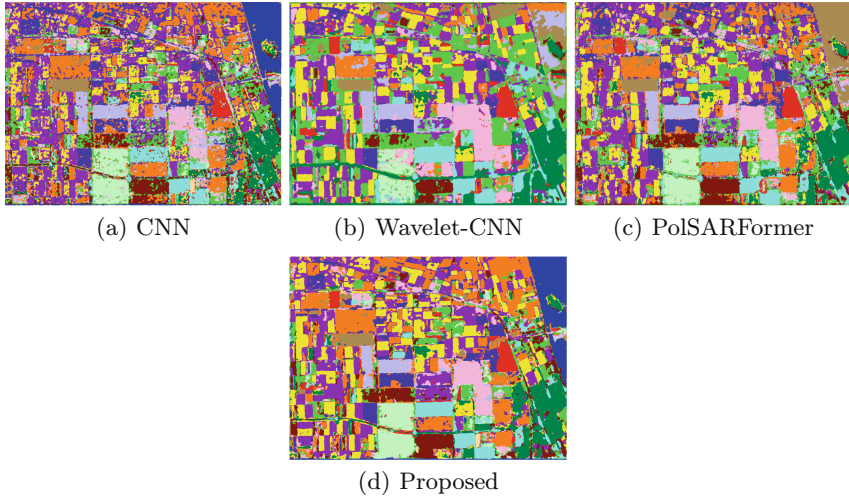 (a) CNN
(b) Wavelet-CNN
(c) PolSARFormer
(d) Proposed